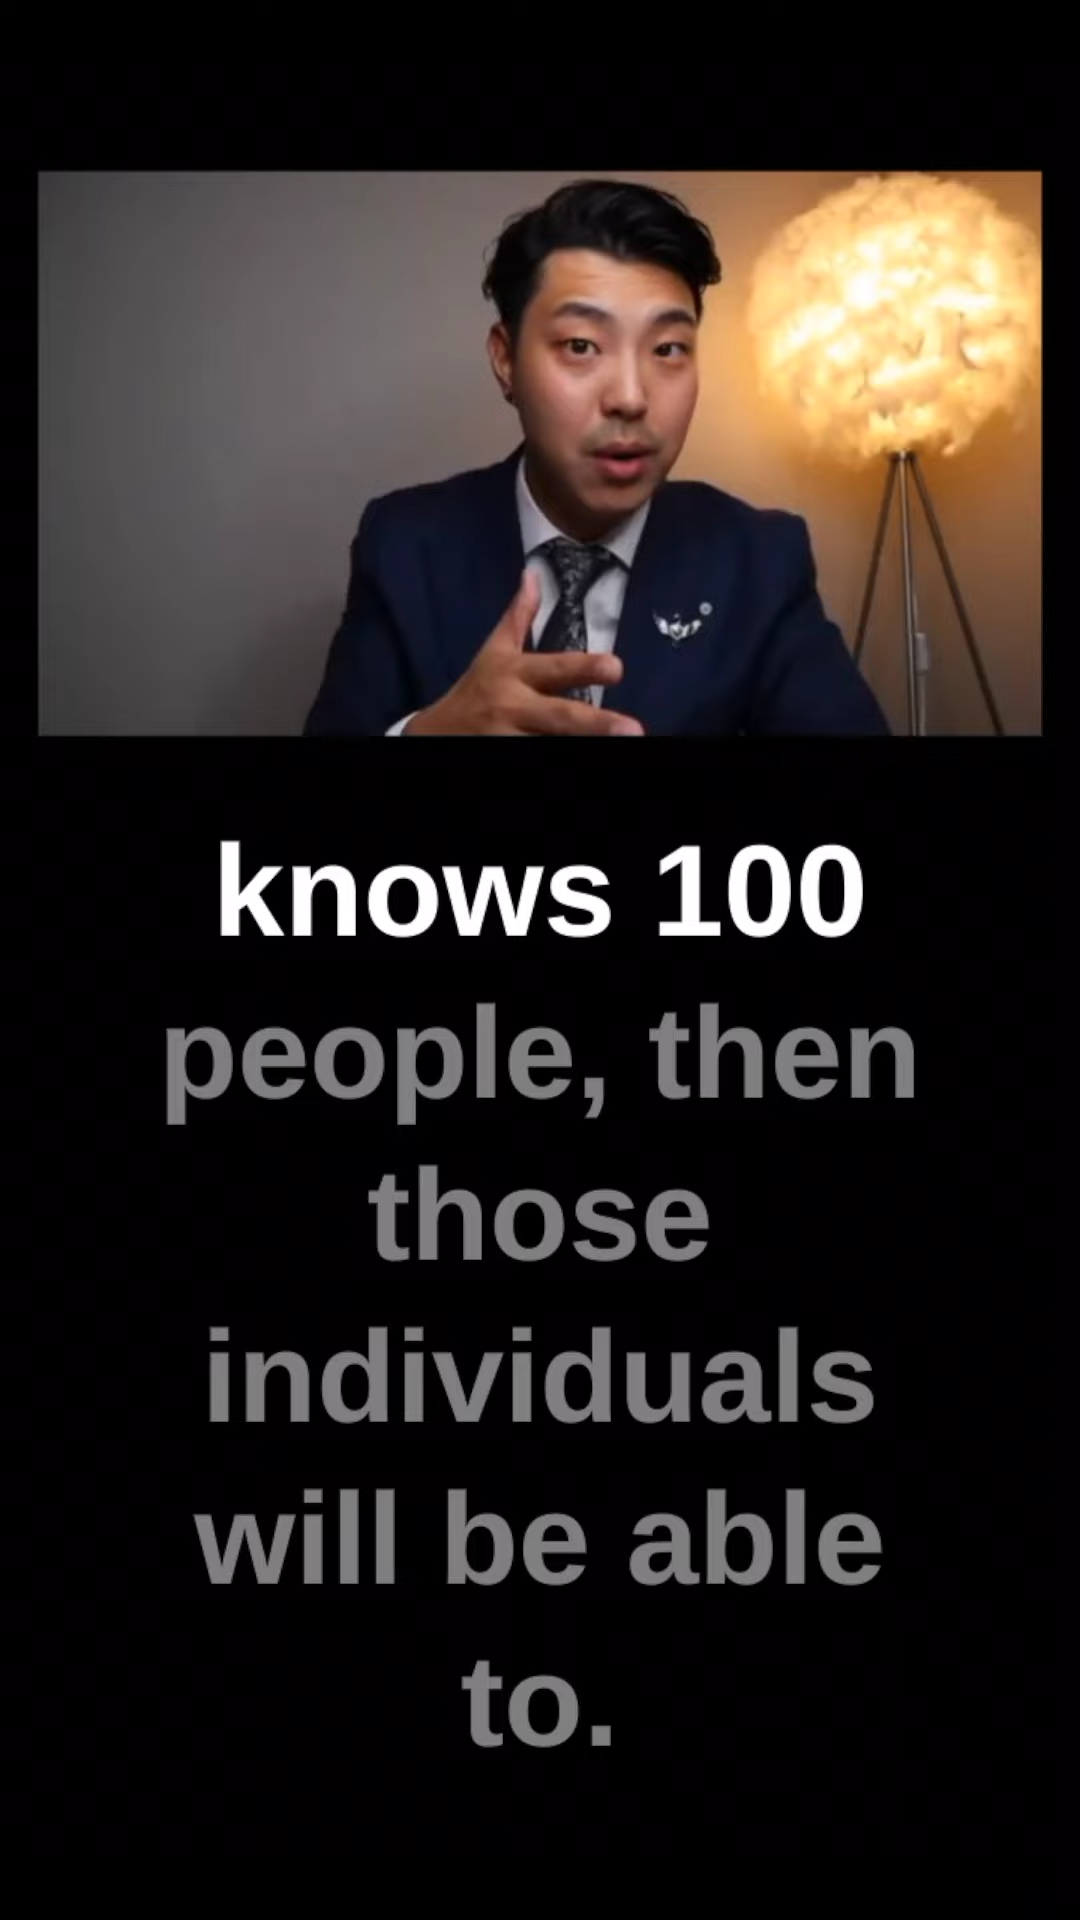 knows 100
people, then
those
individuals
will be able
to.